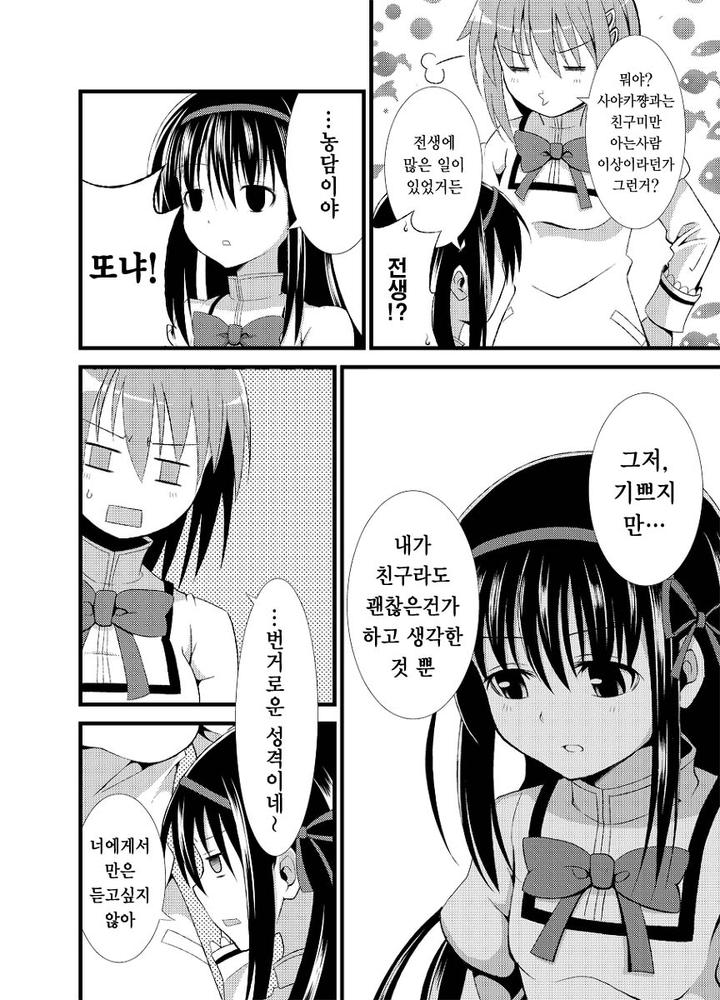 뭐야?
사야카쨩과는
친구미만
아는사람
이상이라던가
그런거?
전생에
많은 일이
있었거든
전생!?
…농담이야
또냐!
그저,
기쁘지
만…
내가
친구라도
괜찮은건가
하고 생각한
것 뿐
…번거로운 성격이네~
너에게서
만은
듣고싶지
않아